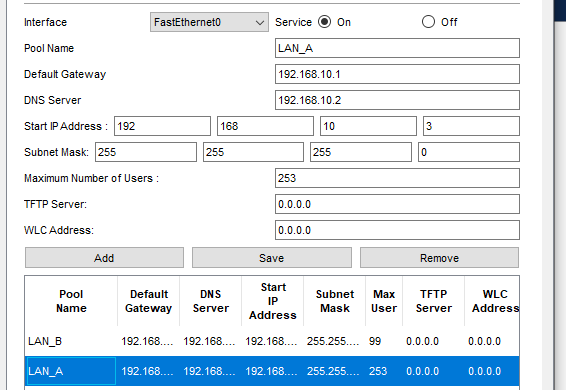 Interface FastEthernet0 Service On Off
Pool Name LAN_A
Default Gateway 192.168.10.1
DNS Server 192.168.10.2
Start IP Address : 192 168 10 3
Subnet Mask: 255 255 255 0
Maximum Number of Users : 253
TFTP Server: 0.0.0.0
WLC Address: 0.0.0.0
Add Save Remove
Pool Name Default Gateway DNS Server Start IP Address Subnet Mask Max User TFTP Server WLC Address
LAN_B 192.168.... 192.168.... 192.168.... 255.255.... 99 0.0.0.0 0.0.0.0
LAN_A 192.168.... 192.168.... 192.168.... 255.255.... 253 0.0.0.0 0.0.0.0